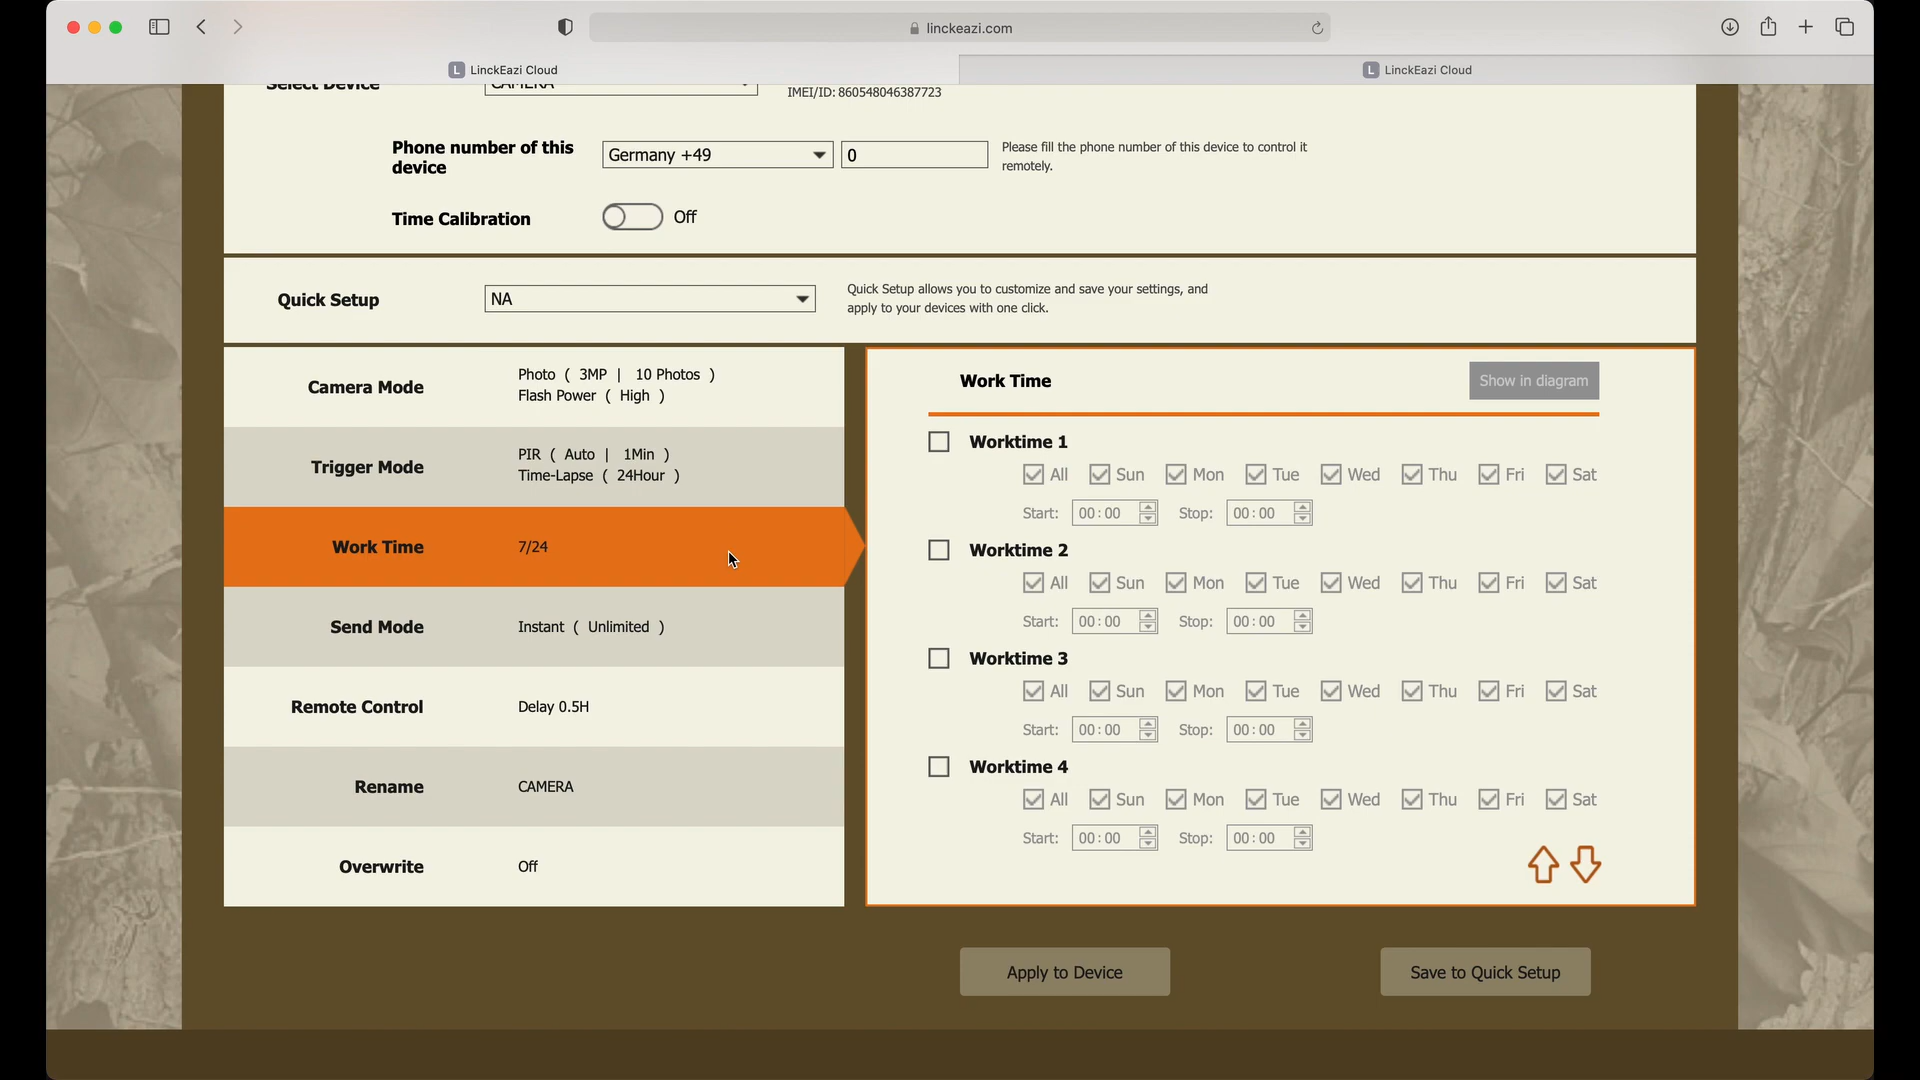 linckeazi.com
L LinckEazi Cloud
L LinckEazi Cloud
Select Device CAMERA IMEI/ID: 860548046387723
Phone number of this
device
Germany +49 0
Please fill the phone number of this device to control it
remotely.
Time Calibration Off
Quick Setup NA
Quick Setup allows you to customize and save your settings, and
apply to your devices with one click.
Camera Mode
Photo ( 3MP | 10 Photos )
Flash Power ( High )
Trigger Mode
PIR ( Auto | 1Min )
Time-Lapse ( 24Hour )
Work Time 7/24
Send Mode Instant ( Unlimited )
Remote Control Delay 0.5H
Rename CAMERA
Overwrite Off
Work Time Show in diagram
Worktime 1
All Sun Mon Tue Wed Thu Fri Sat
Start: 00:00 Stop: 00:00
Worktime 2
All Sun Mon Tue Wed Thu Fri Sat
Start: 00:00 Stop: 00:00
Worktime 3
All Sun Mon Tue Wed Thu Fri Sat
Start: 00:00 Stop: 00:00
Worktime 4
All Sun Mon Tue Wed Thu Fri Sat
Start: 00:00 Stop: 00:00
Apply to Device Save to Quick Setup